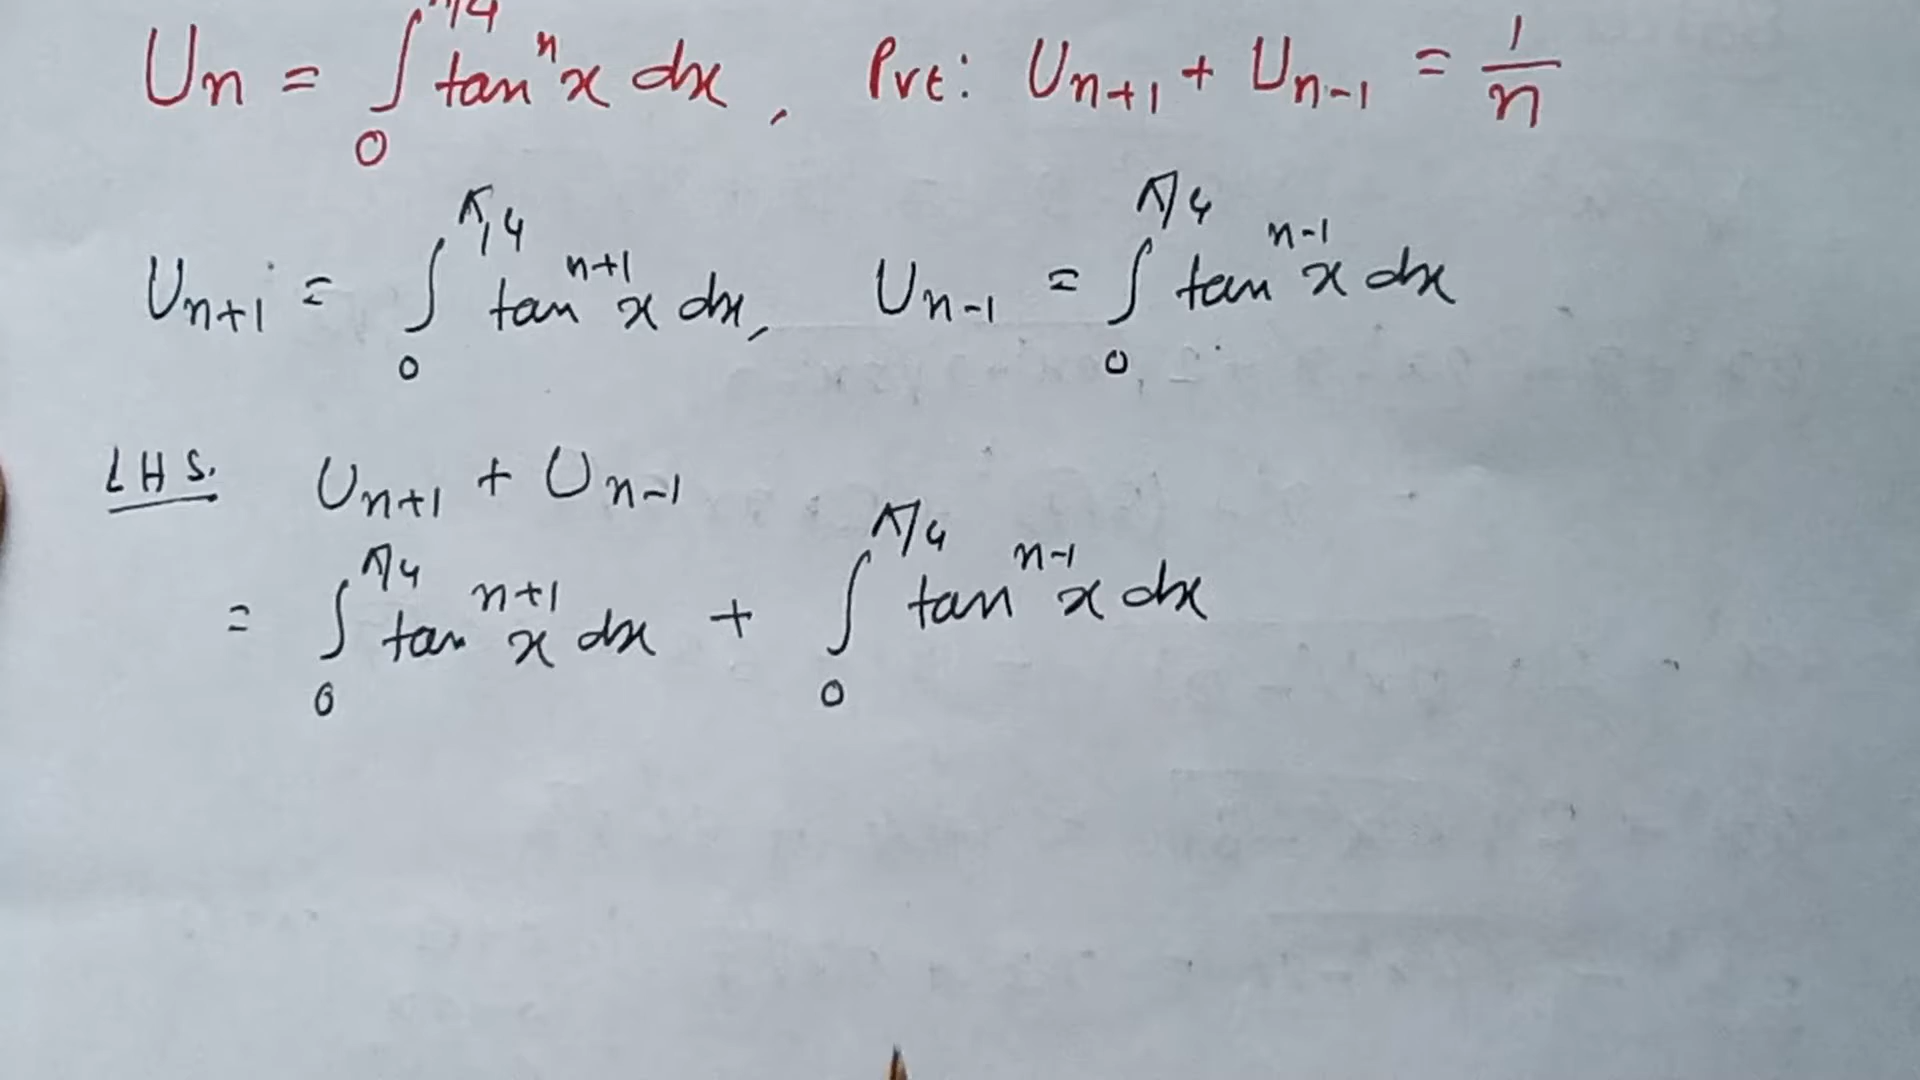 Un = ∫₀^π/4 tanⁿx dx, Prt: Un+1 + Un-1 = 1/n
Un+1 = ∫₀^π/4 tan^n+1 x dx, Un-1 = ∫₀^π/4 tan^n-1 x dx
LHS. Un+1 + Un-1
= ∫₀^π/4 tan^n+1 x dx + ∫₀^π/4 tan^n-1 x dx